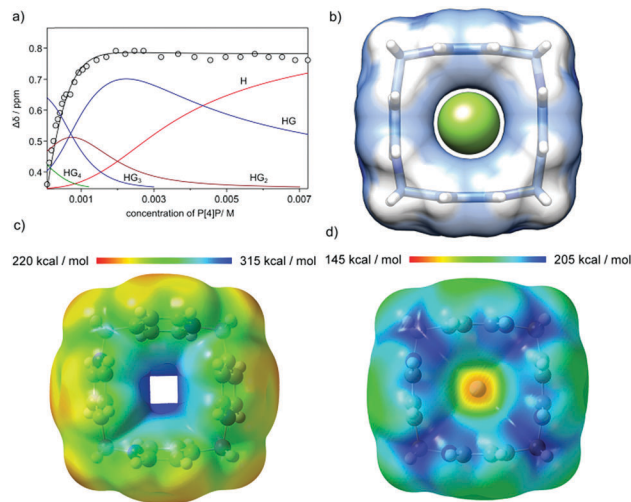 a)
b)
0.8
0.7
0.6
0.5
0.4
Δδ / ppm
H
HG
HG₄
HG₃
HG₂
0.001
0.003
0.005
0.007
concentration of P[4]P/ M
c)
d)
220 kcal / mol
315 kcal / mol
145 kcal / mol
205 kcal / mol